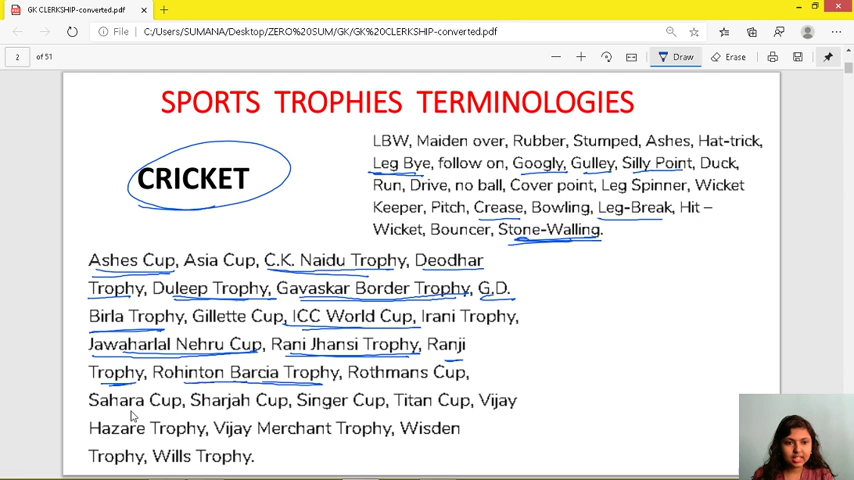 GK CLERKSHIP-converted.pdf
File C:/Users/SUMANA/Desktop/ZERO%20SUM/GK/GK%20CLERKSHIP-converted.pdf
2 of 51
Draw Erase
SPORTS TROPHIES TERMINOLOGIES
CRICKET
LBW, Maiden over, Rubber, Stumped, Ashes, Hat-trick,
Leg Bye, follow on, Googly, Gulley, Silly Point, Duck,
Run, Drive, no ball, Cover point, Leg Spinner, Wicket
Keeper, Pitch, Crease, Bowling, Leg-Break, Hit –
Wicket, Bouncer, Stone-Walling.
Ashes Cup, Asia Cup, C.K. Naidu Trophy, Deodhar
Trophy, Duleep Trophy, Gavaskar Border Trophy, G.D.
Birla Trophy, Gillette Cup, ICC World Cup, Irani Trophy,
Jawaharlal Nehru Cup, Rani Jhansi Trophy, Ranji
Trophy, Rohinton Barcia Trophy, Rothmans Cup,
Sahara Cup, Sharjah Cup, Singer Cup, Titan Cup, Vijay
Hazare Trophy, Vijay Merchant Trophy, Wisden
Trophy, Wills Trophy.